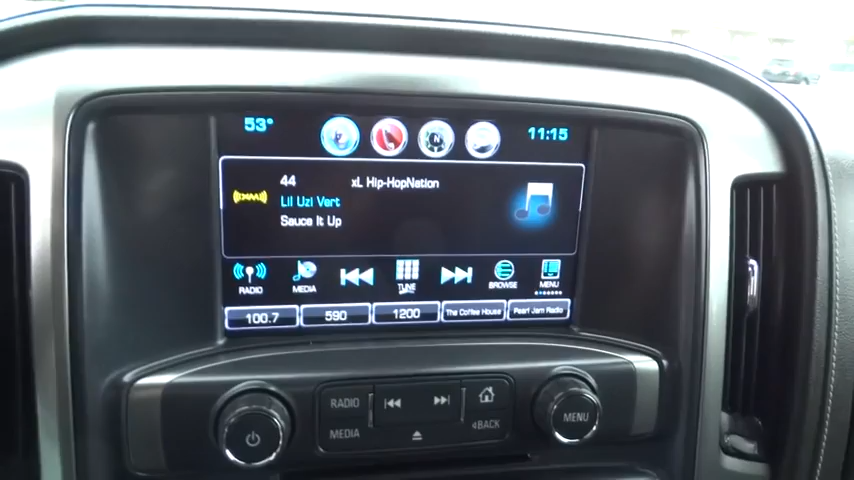 53° 11:15
44 xL Hip-HopNation
((XM))
Lil Uzi Vert
Sauce It Up
RADIO MEDIA TUNE BROWSE MENU
100.7 590 1200 The Coffee House Pearl Jam Radio
RADIO
MEDIA
BACK
MENU